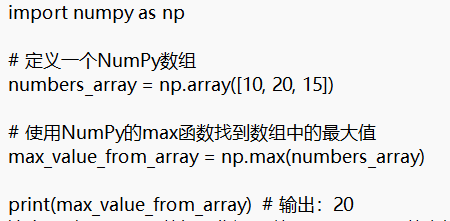 import numpy as np
# 定义一个NumPy数组
numbers_array = np.array([10, 20, 15])
# 使用NumPy的max函数找到数组中的最大值
max_value_from_array = np.max(numbers_array)
print(max_value_from_array)  # 输出：20